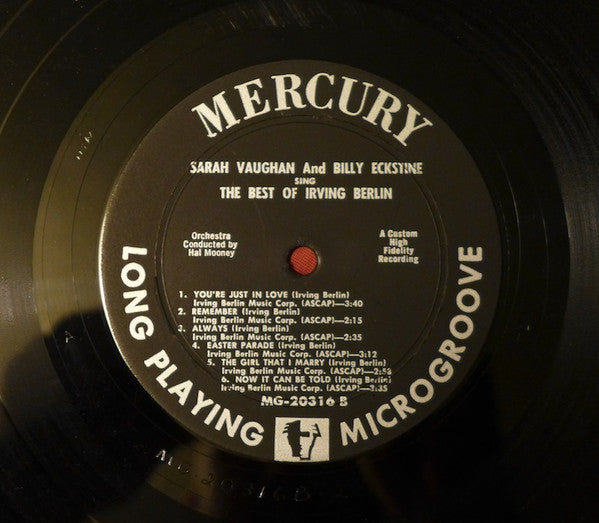 MERCURY
SARAH VAUGHAN And BILLY ECKSTINE
SING
THE BEST OF IRVING BERLIN
Orchestra
Conducted by
Hal Mooney
A Custom
High
Fidelity
Recording
1. YOU'RE JUST IN LOVE (Irving Berlin)
Irving Berlin Music Corp. (ASCAP)—3:40
2. REMEMBER (Irving Berlin)
Irving Berlin Music Corp. (ASCAP)—2:15
3. ALWAYS (Irving Berlin)
Irving Berlin Music Corp. (ASCAP)—2:35
4. EASTER PARADE (Irving Berlin)
Irving Berlin Music Corp. (ASCAP)—3:12
5. THE GIRL THAT I MARRY (Irving Berlin)
Irving Berlin Music Corp. (ASCAP)—2:58
6. NOW IT CAN BE TOLD (Irving Berlin)
Irving Berlin Music Corp. (ASCAP)—3:35
MG-20316 B
LONG PLAYING
MICROGROOVE